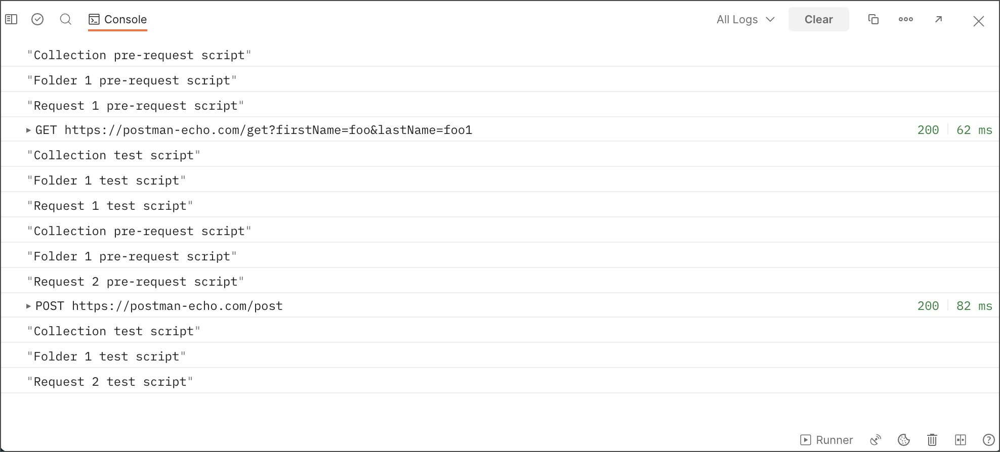 Console All Logs Clear
"Collection pre-request script"
"Folder 1 pre-request script"
"Request 1 pre-request script"
GET https://postman-echo.com/get?firstName=foo&lastName=foo1 200 62 ms
"Collection test script"
"Folder 1 test script"
"Request 1 test script"
"Collection pre-request script"
"Folder 1 pre-request script"
"Request 2 pre-request script"
POST https://postman-echo.com/post 200 82 ms
"Collection test script"
"Folder 1 test script"
"Request 2 test script"
Runner